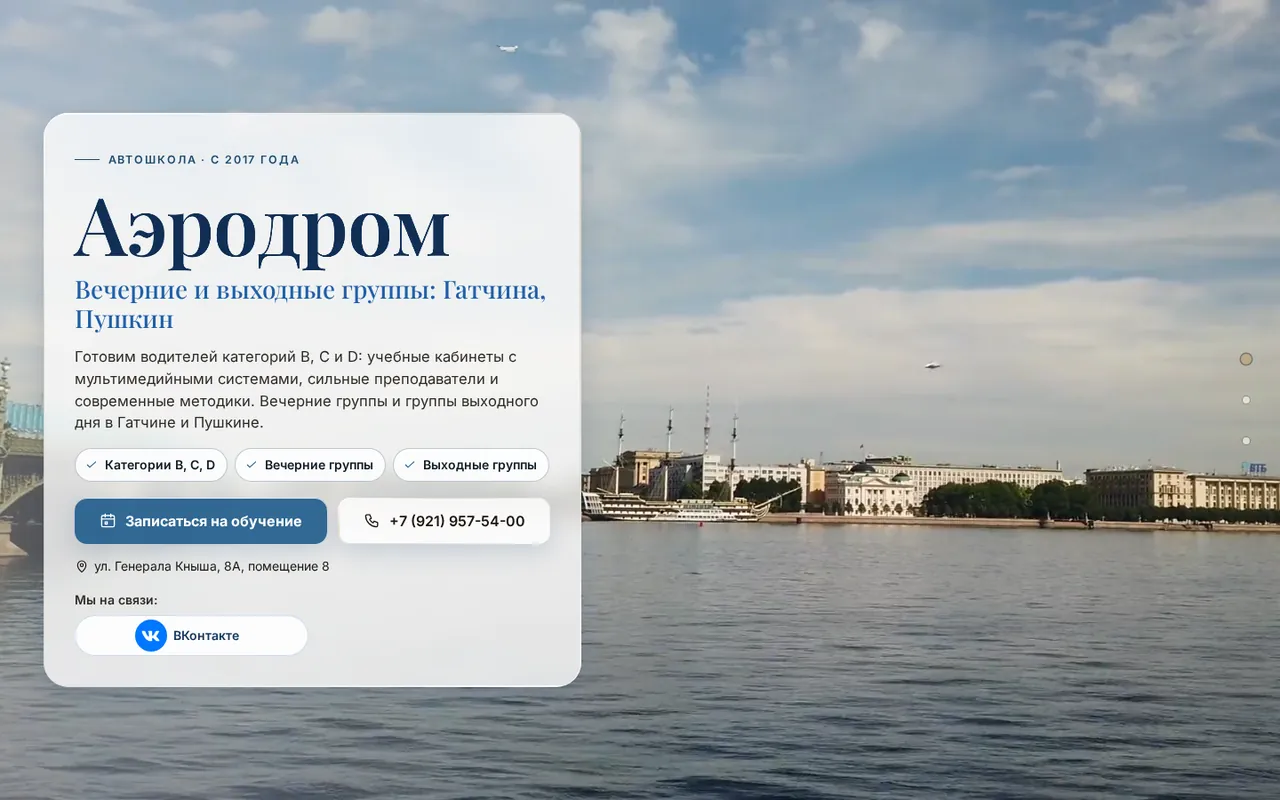 АВТОШКОЛА · С 2017 ГОДА
Аэродром
Вечерние и выходные группы: Гатчина,
Пушкин
Готовим водителей категорий B, C и D: учебные кабинеты с
мультимедийными системами, сильные преподаватели и
современные методики. Вечерние группы и группы выходного
дня в Гатчине и Пушкине.
Категории B, C, D
Вечерние группы
Выходные группы
Записаться на обучение
+7 (921) 957-54-00
ул. Генерала Кныша, 8А, помещение 8
Мы на связи:
ВКонтакте
ВТБ